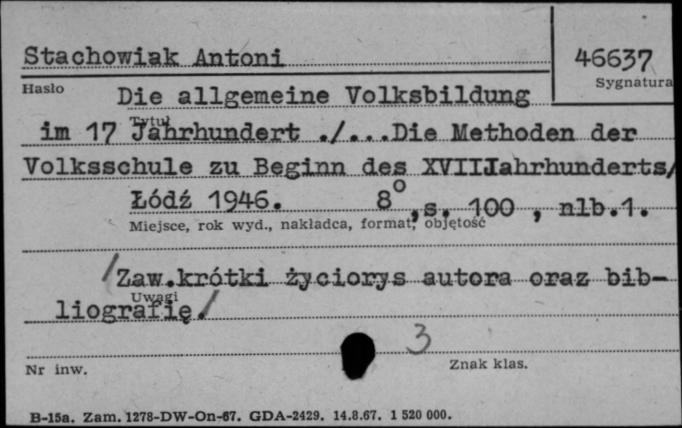 Stachowiak Antoni
46637
Hasło
Sygnatura
Die allgemeine Volksbildung
Tytuł
im 17 Jahrhundert ./...Die Methoden der
Volksschule zu Beginn des XVIIJahrhunderts/
Łódź 1946. 8° ,s. 100 , nlb.1.
Miejsce, rok wyd., nakładca, format, objętość
/Zaw.krótki życiorys autora oraz bib-
Uwagi
liografię/
3
Nr inw.
Znak klas.
B-15a. Zam. 1278-DW-On-67. GDA-2429. 14.8.67. 1 520 000.